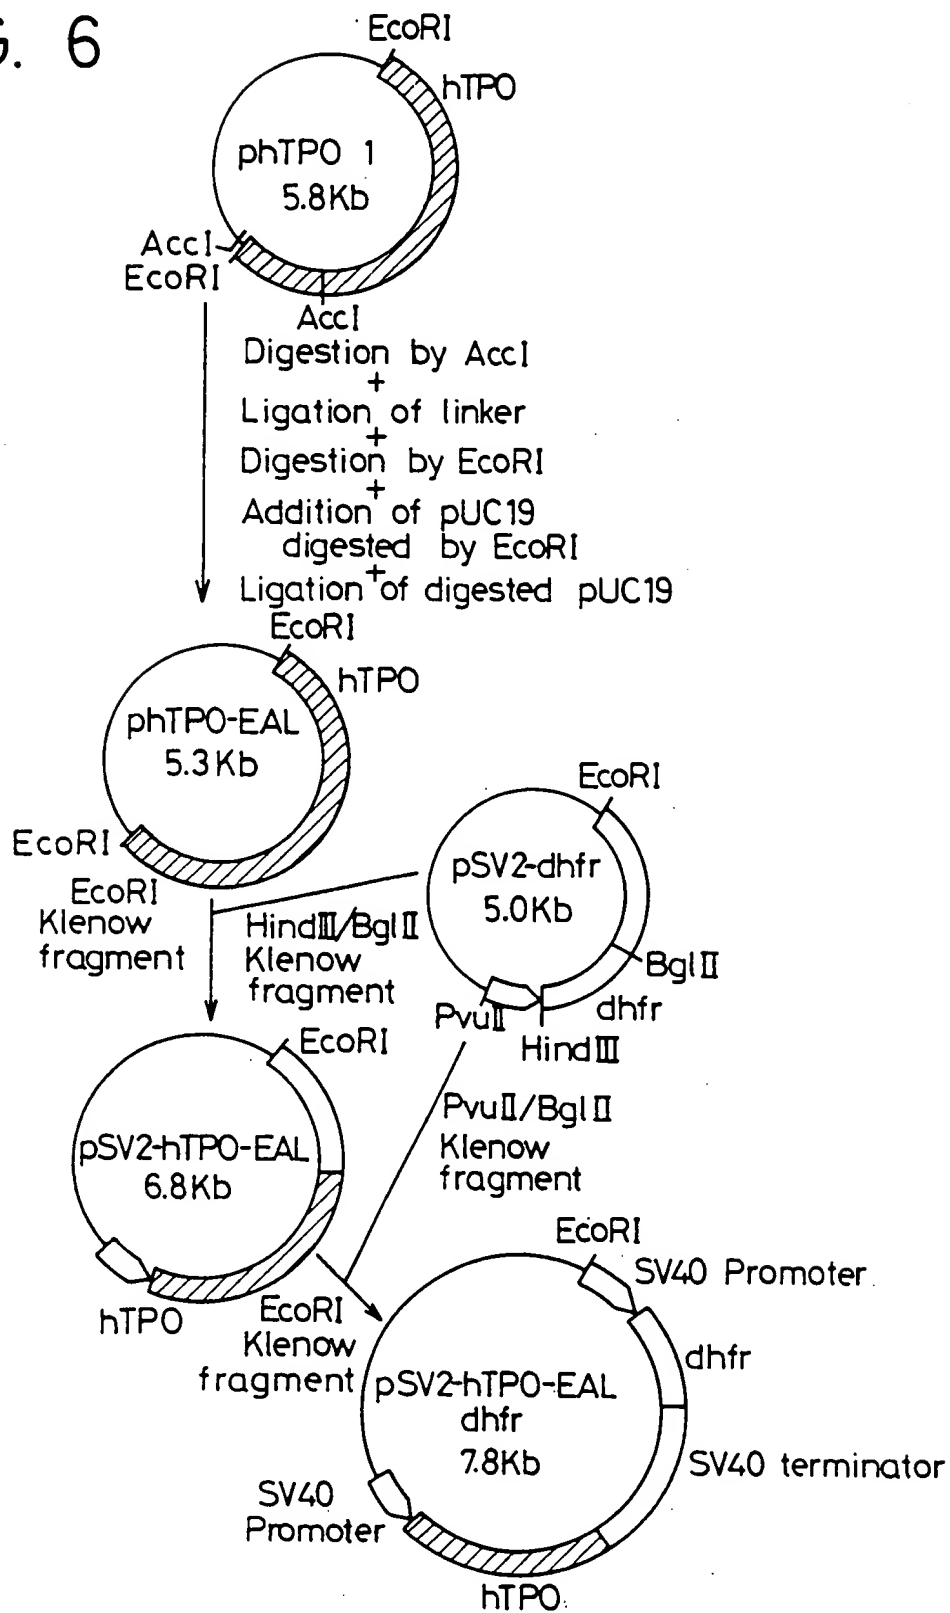 G. 6
EcoRI
hTPO
phTPO 1
5.8Kb
AccI
EcoRI
AccI
Digestion by AccI
+
Ligation of linker
+
Digestion by EcoRI
+
Addition of pUC19
digested by EcoRI
+
Ligation of digested pUC19
EcoRI
hTPO
phTPO-EAL
5.3Kb
EcoRI
EcoRI
Klenow
fragment
EcoRI
pSV2-dhfr
5.0Kb
BglII
dhfr
PvuII
HindIII
HindIII/BglII
Klenow
fragment
EcoRI
pSV2-hTPO-EAL
6.8Kb
hTPO
PvuII/BglII
Klenow
fragment
EcoRI
Klenow
fragment
EcoRI
SV40 Promoter
dhfr
pSV2-hTPO-EAL
dhfr
7.8Kb
SV40 terminator
SV40
Promoter
hTPO